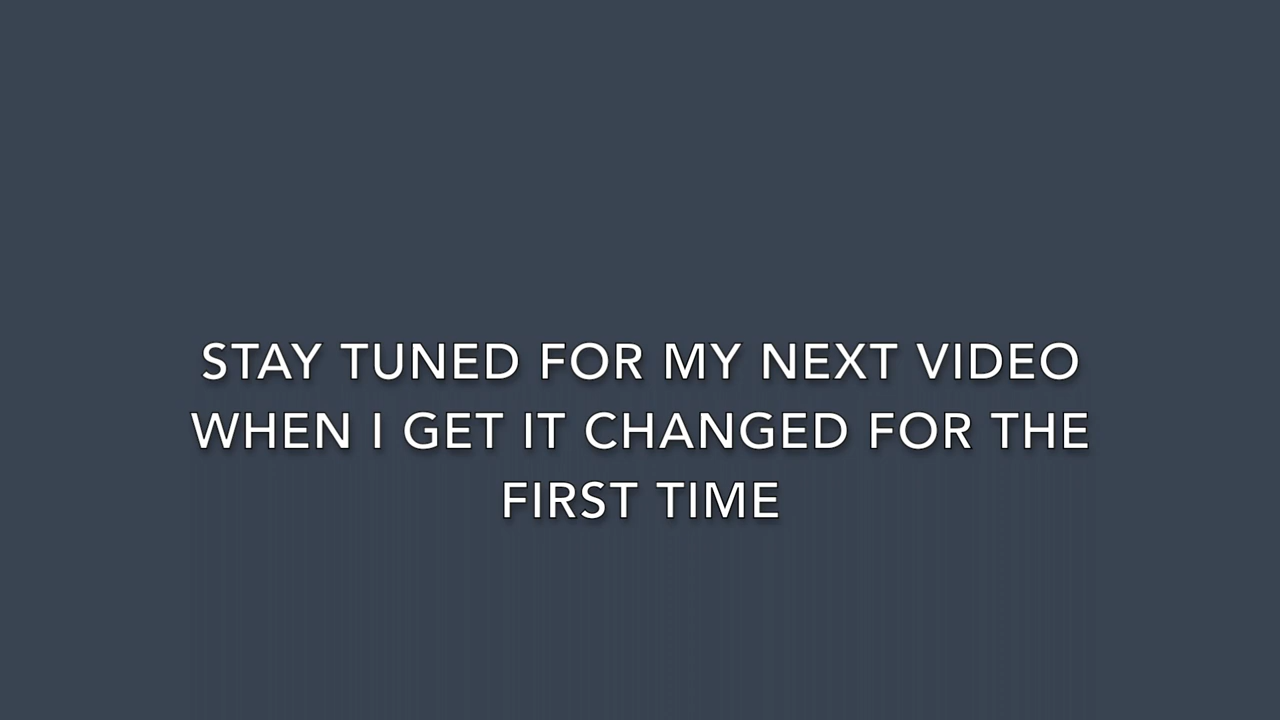 STAY TUNED FOR MY NEXT VIDEO
WHEN I GET IT CHANGED FOR THE
FIRST TIME